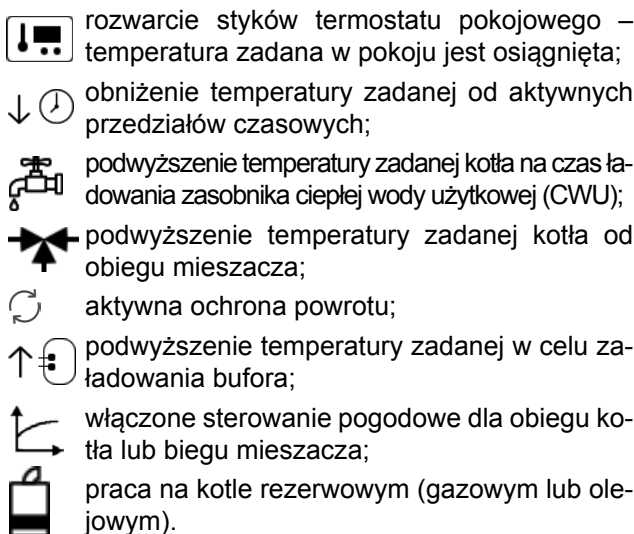 rozwarcie styków termostatu pokojowego –
temperatura zadana w pokoju jest osiągnięta;
obniżenie temperatury zadanej od aktywnych
przedziałów czasowych;
podwyższenie temperatury zadanej kotła na czas ła-
dowania zasobnika ciepłej wody użytkowej (CWU);
podwyższenie temperatury zadanej kotła od
obiegu mieszacza;
aktywna ochrona powrotu;
podwyższenie temperatury zadanej w celu za-
ładowania bufora;
włączone sterowanie pogodowe dla obiegu ko-
tła lub biegu mieszacza;
praca na kotle rezerwowym (gazowym lub ole-
jowym).